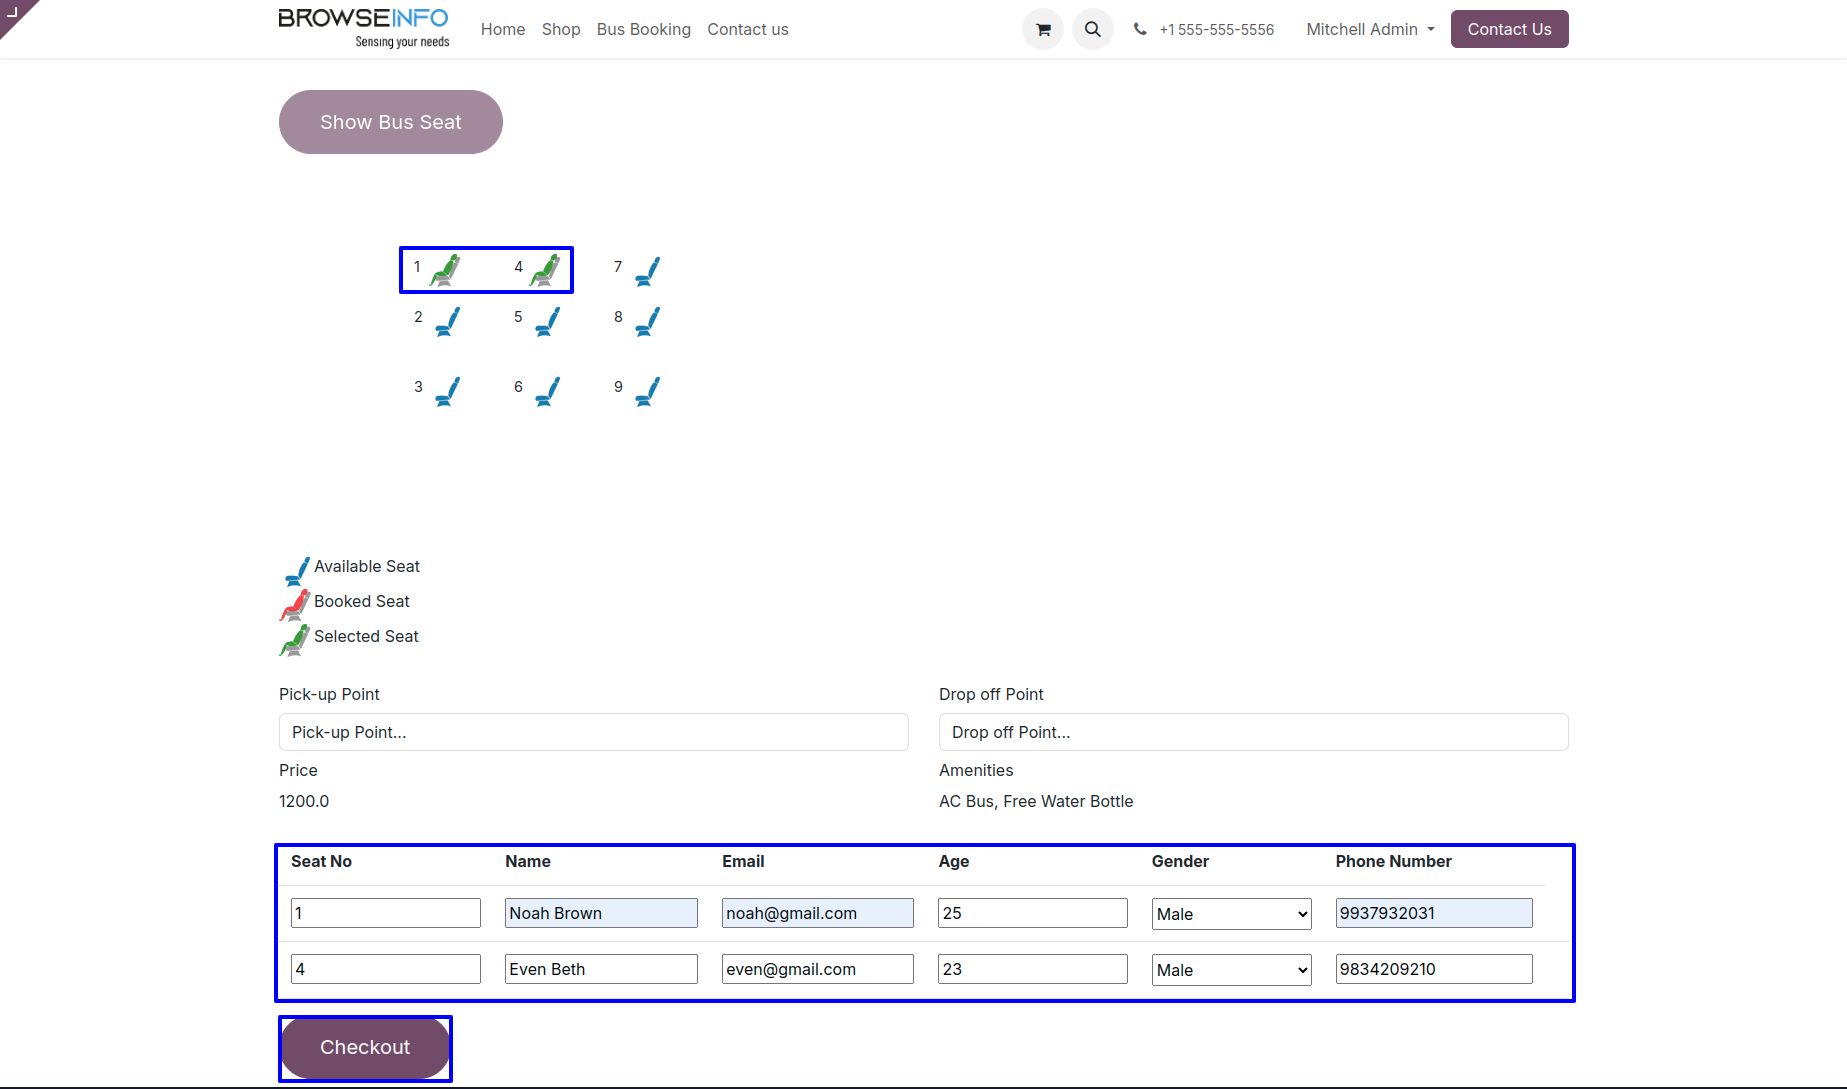 BROWSEINFO
Sensing your needs
Home Shop Bus Booking Contact us
+1 555-555-5556
Mitchell Admin
Contact Us
Show Bus Seat
1 4 7
2 5 8
3 6 9
Available Seat
Booked Seat
Selected Seat
Pick-up Point Drop off Point
Pick-up Point... Drop off Point...
Price Amenities
1200.0 AC Bus, Free Water Bottle
Seat No Name Email Age Gender Phone Number
1 Noah Brown noah@gmail.com 25 Male 9937932031
4 Even Beth even@gmail.com 23 Male 9834209210
Checkout